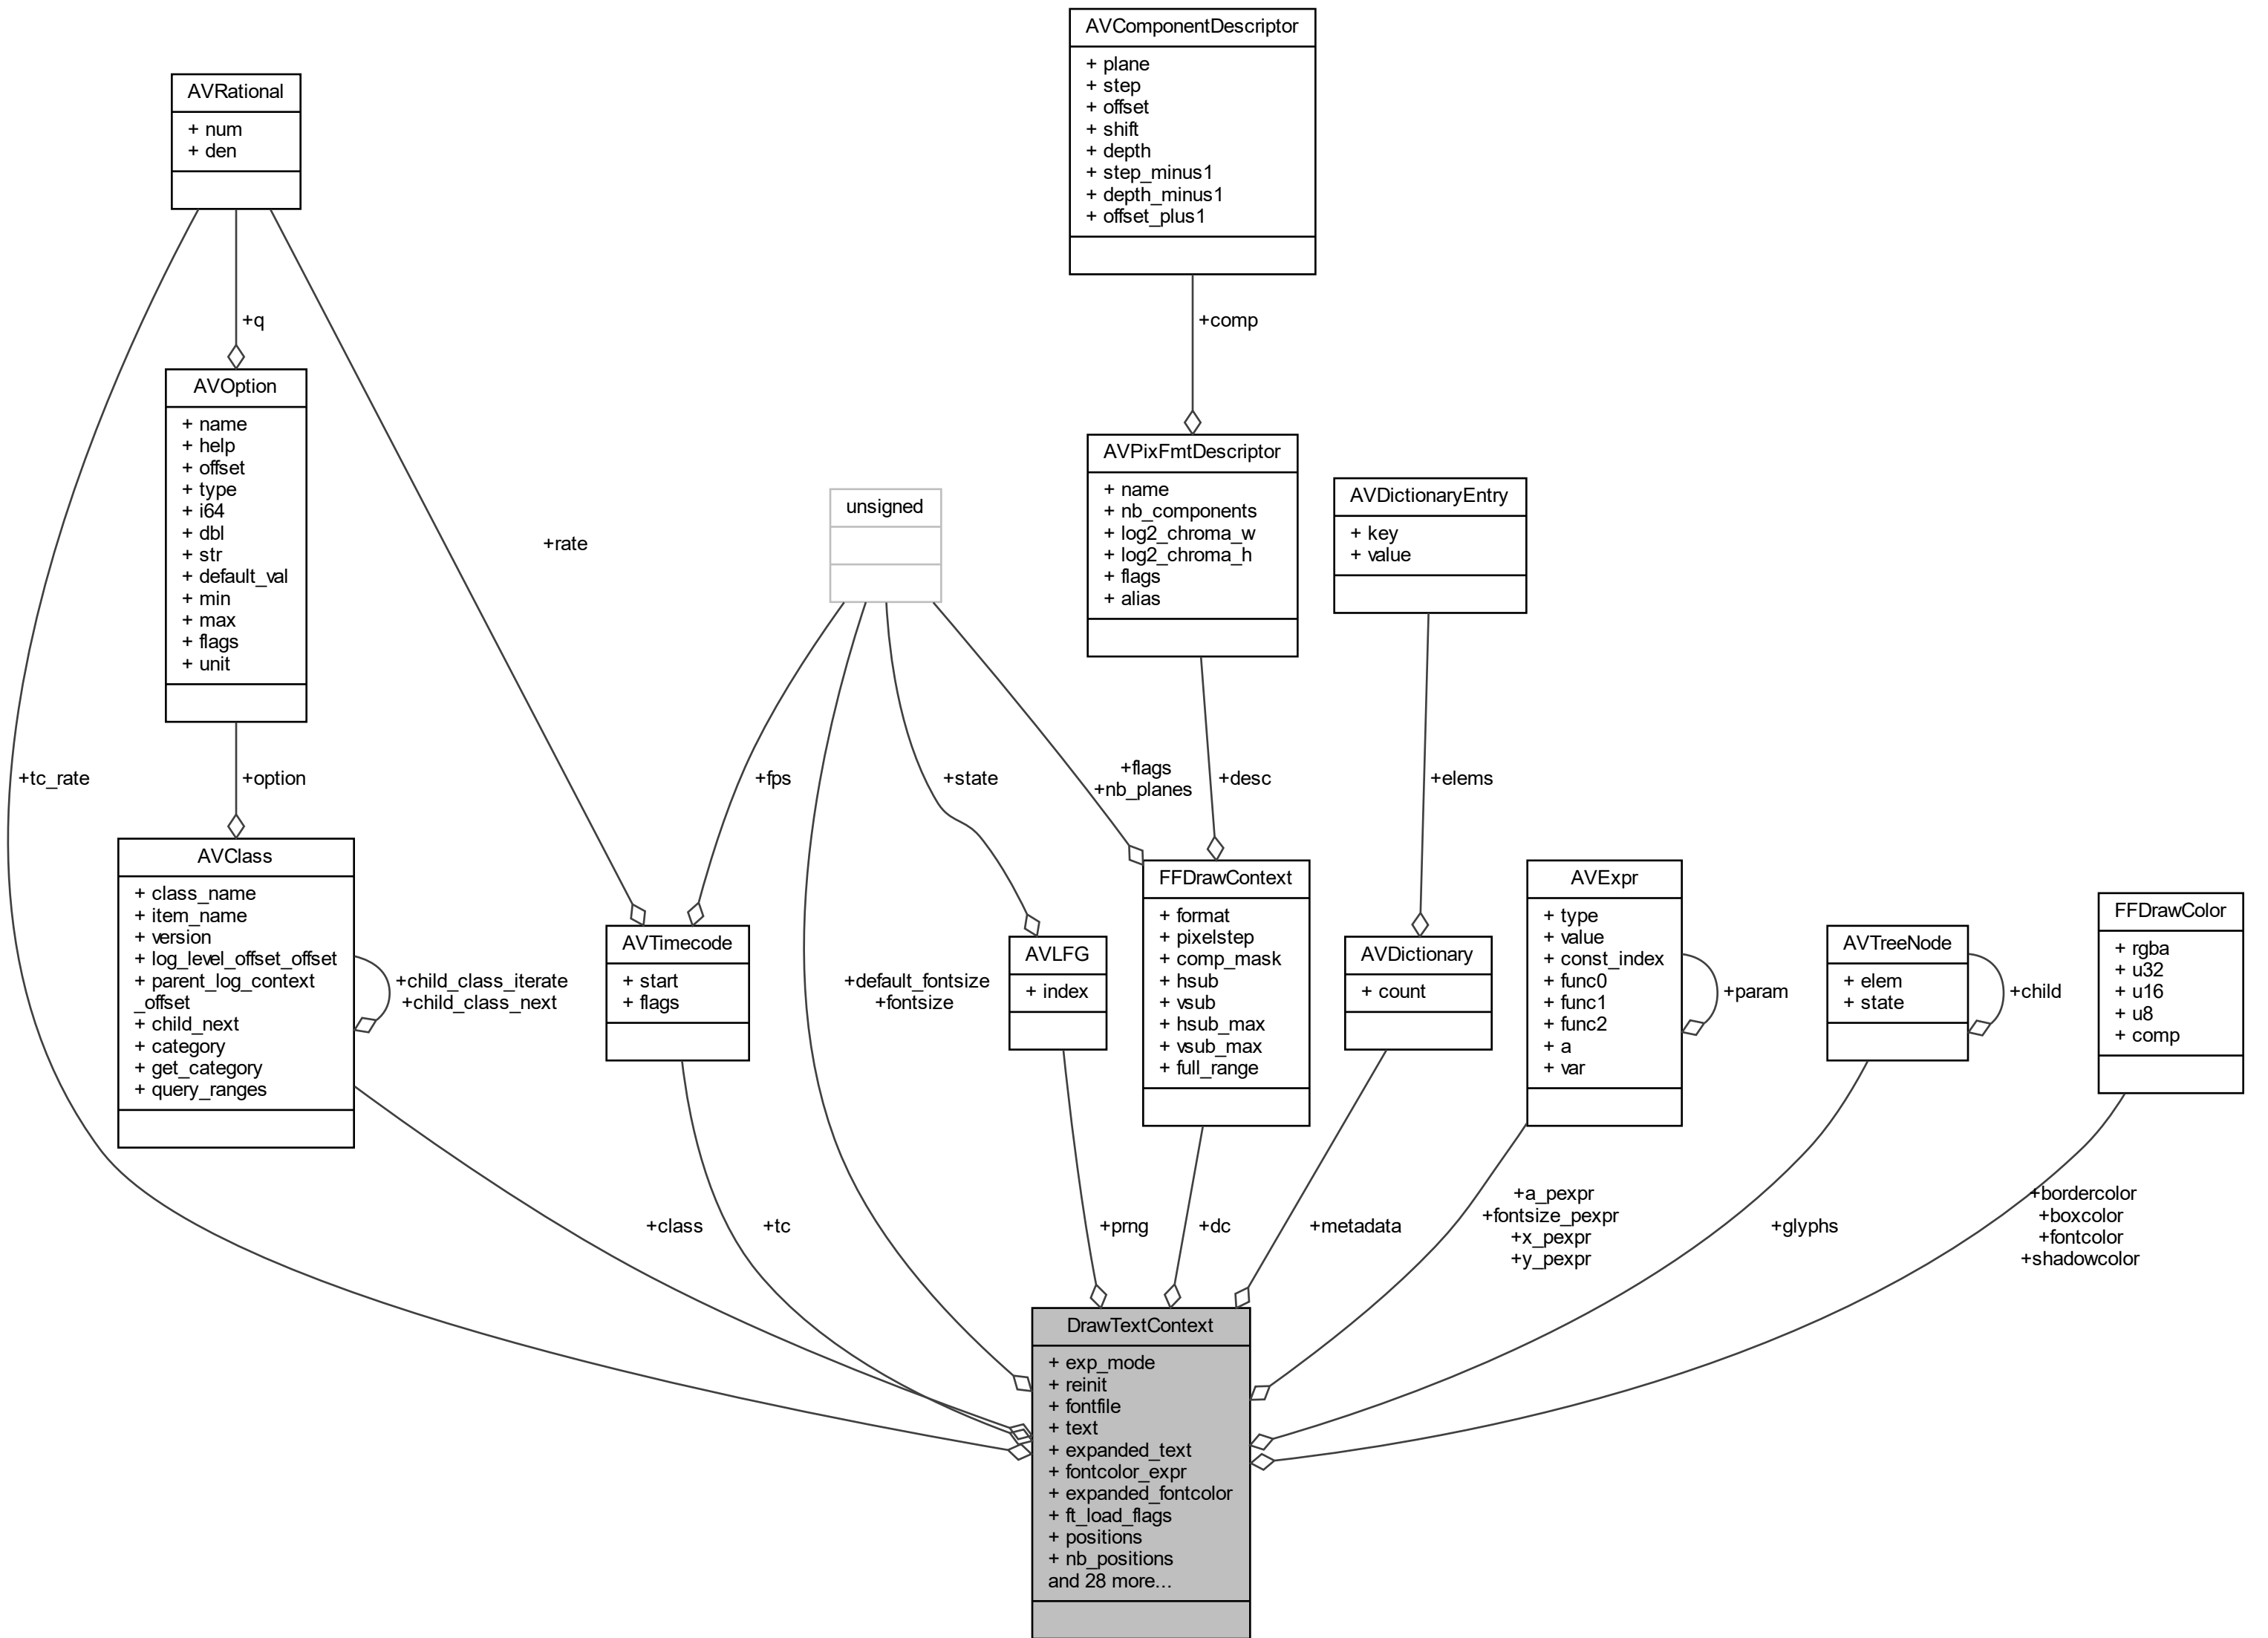 AVComponentDescriptor
+ plane
+ step
+ offset
+ shift
+ depth
+ step_minus1
+ depth_minus1
+ offset_plus1
AVRational
+ num
+ den
+comp
+q
AVOption
+ name
+ help
+ offset
+ type
+ i64
+ dbl
+ str
+ default_val
+ min
+ max
+ flags
+ unit
AVPixFmtDescriptor
+ name
+ nb_components
+ log2_chroma_w
+ log2_chroma_h
+ flags
+ alias
unsigned
AVDictionaryEntry
+ key
+ value
+rate
+tc_rate
+option
+fps
+state
+flags
+nb_planes
+desc
+elems
AVClass
+ class_name
+ item_name
+ version
+ log_level_offset_offset
+ parent_log_context
_offset
+ child_next
+ category
+ get_category
+ query_ranges
+child_class_iterate
+child_class_next
AVTimecode
+ start
+ flags
+default_fontsize
+fontsize
AVLFG
+ index
FFDrawContext
+ format
+ pixelstep
+ comp_mask
+ hsub
+ vsub
+ hsub_max
+ vsub_max
+ full_range
AVDictionary
+ count
AVExpr
+ type
+ value
+ const_index
+ func0
+ func1
+ func2
+ a
+ var
+param
AVTreeNode
+ elem
+ state
+child
FFDrawColor
+ rgba
+ u32
+ u16
+ u8
+ comp
+class
+tc
+prng
+dc
+metadata
+a_pexpr
+fontsize_pexpr
+x_pexpr
+y_pexpr
+glyphs
+bordercolor
+boxcolor
+fontcolor
+shadowcolor
DrawTextContext
+ exp_mode
+ reinit
+ fontfile
+ text
+ expanded_text
+ fontcolor_expr
+ expanded_fontcolor
+ ft_load_flags
+ positions
+ nb_positions
and 28 more...